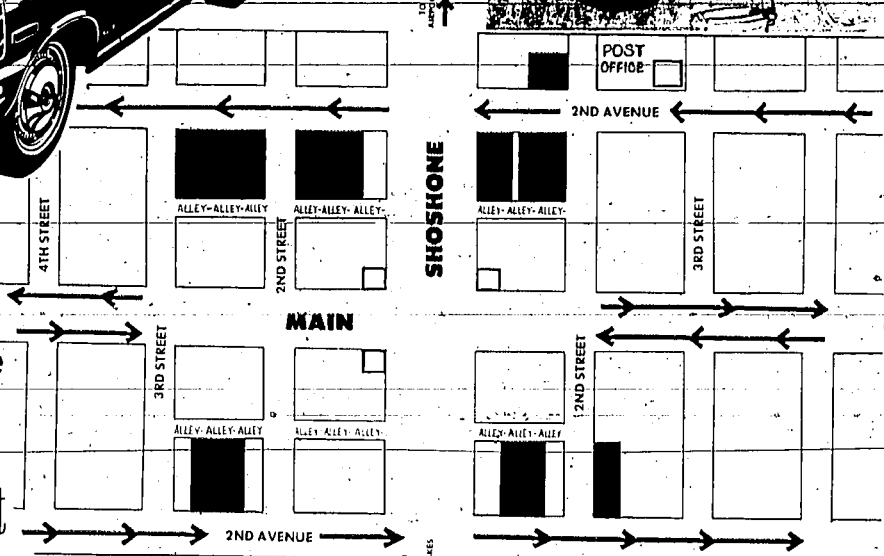 TO
POST
OFFICE
2ND AVENUE
SHOSHONE
ALLEY-ALLEY-ALLEY
ALLEY-ALLEY-ALLEY-
ALLEY-ALLEY-ALLEY-
4TH STREET
2ND STREET
3RD STREET
MAIN
3RD STREET
2ND STREET
ALLEY-ALLEY-ALLEY
ALLEY-ALLEY-ALLEY-
ALLEY-ALLEY-ALLEY
2ND AVENUE